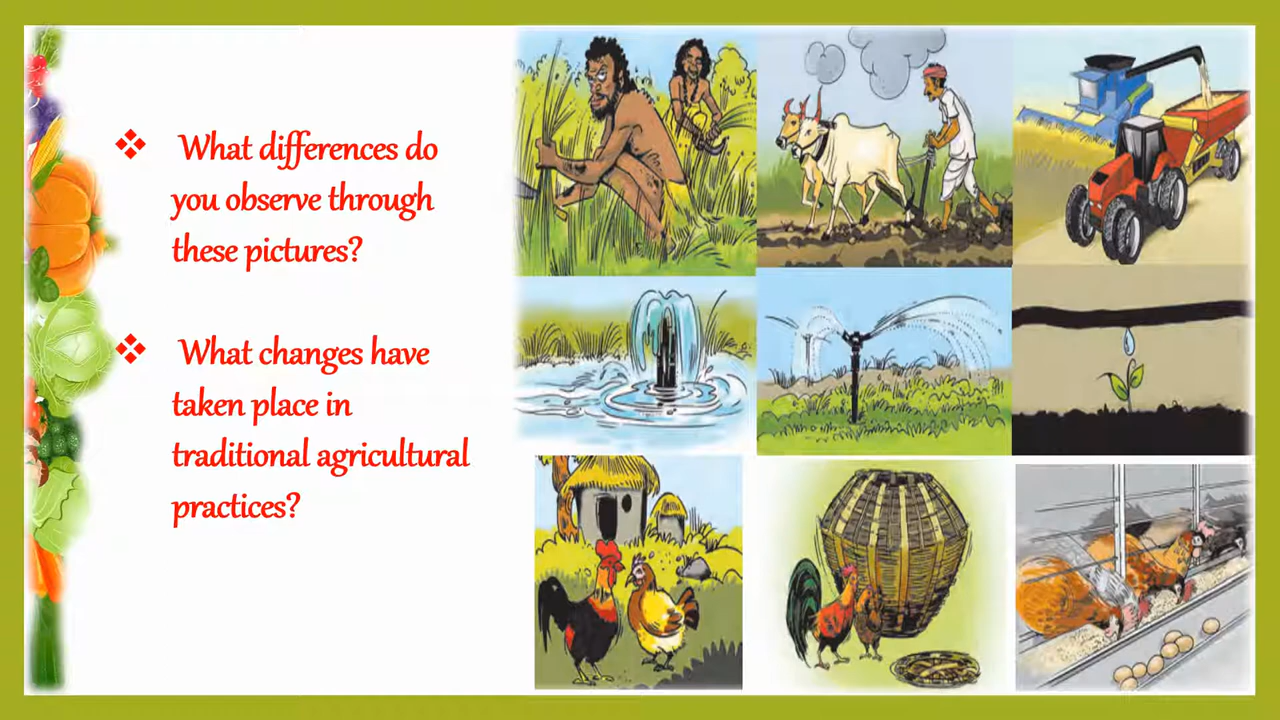 ❖ What differences do
you observe through
these pictures?
❖ What changes have
taken place in
traditional agricultural
practices?